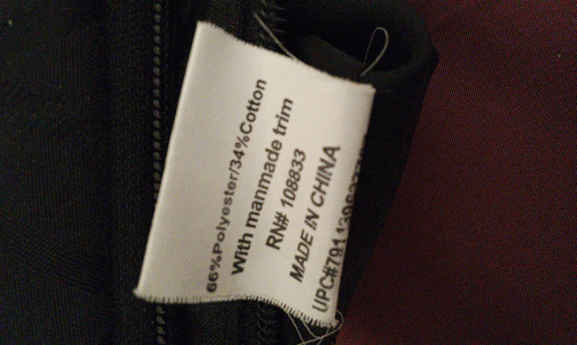 66%Polyester/34%Cotton
With manmade trim
RN# 108833
MADE IN CHINA